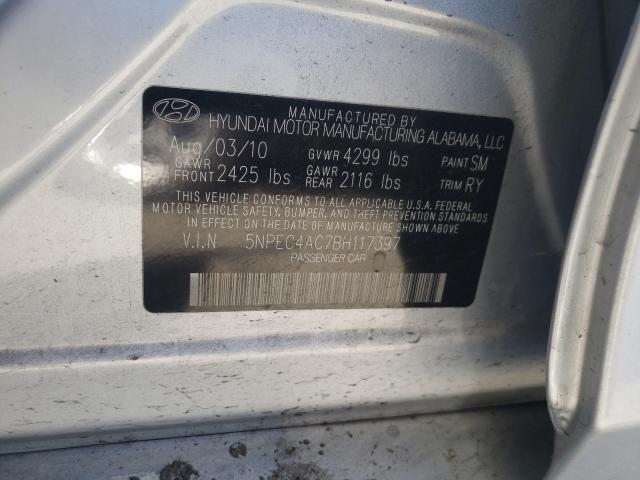 MANUFACTURED BY
HYUNDAI MOTOR MANUFACTURING ALABAMA, LLC
Aug/03/10 GVWR 4299 lbs PAINT SM
GAWR FRONT 2425 lbs GAWR REAR 2116 lbs TRIM RY
THIS VEHICLE CONFORMS TO ALL APPLICABLE U.S.A. FEDERAL
MOTOR VEHICLE SAFETY, BUMPER, AND THEFT PREVENTION STANDARDS
IN EFFECT ON THE DATE OF MANUFACTURE SHOWN ABOVE.
V.I.N 5NPEC4AC7BH117397
PASSENGER CAR